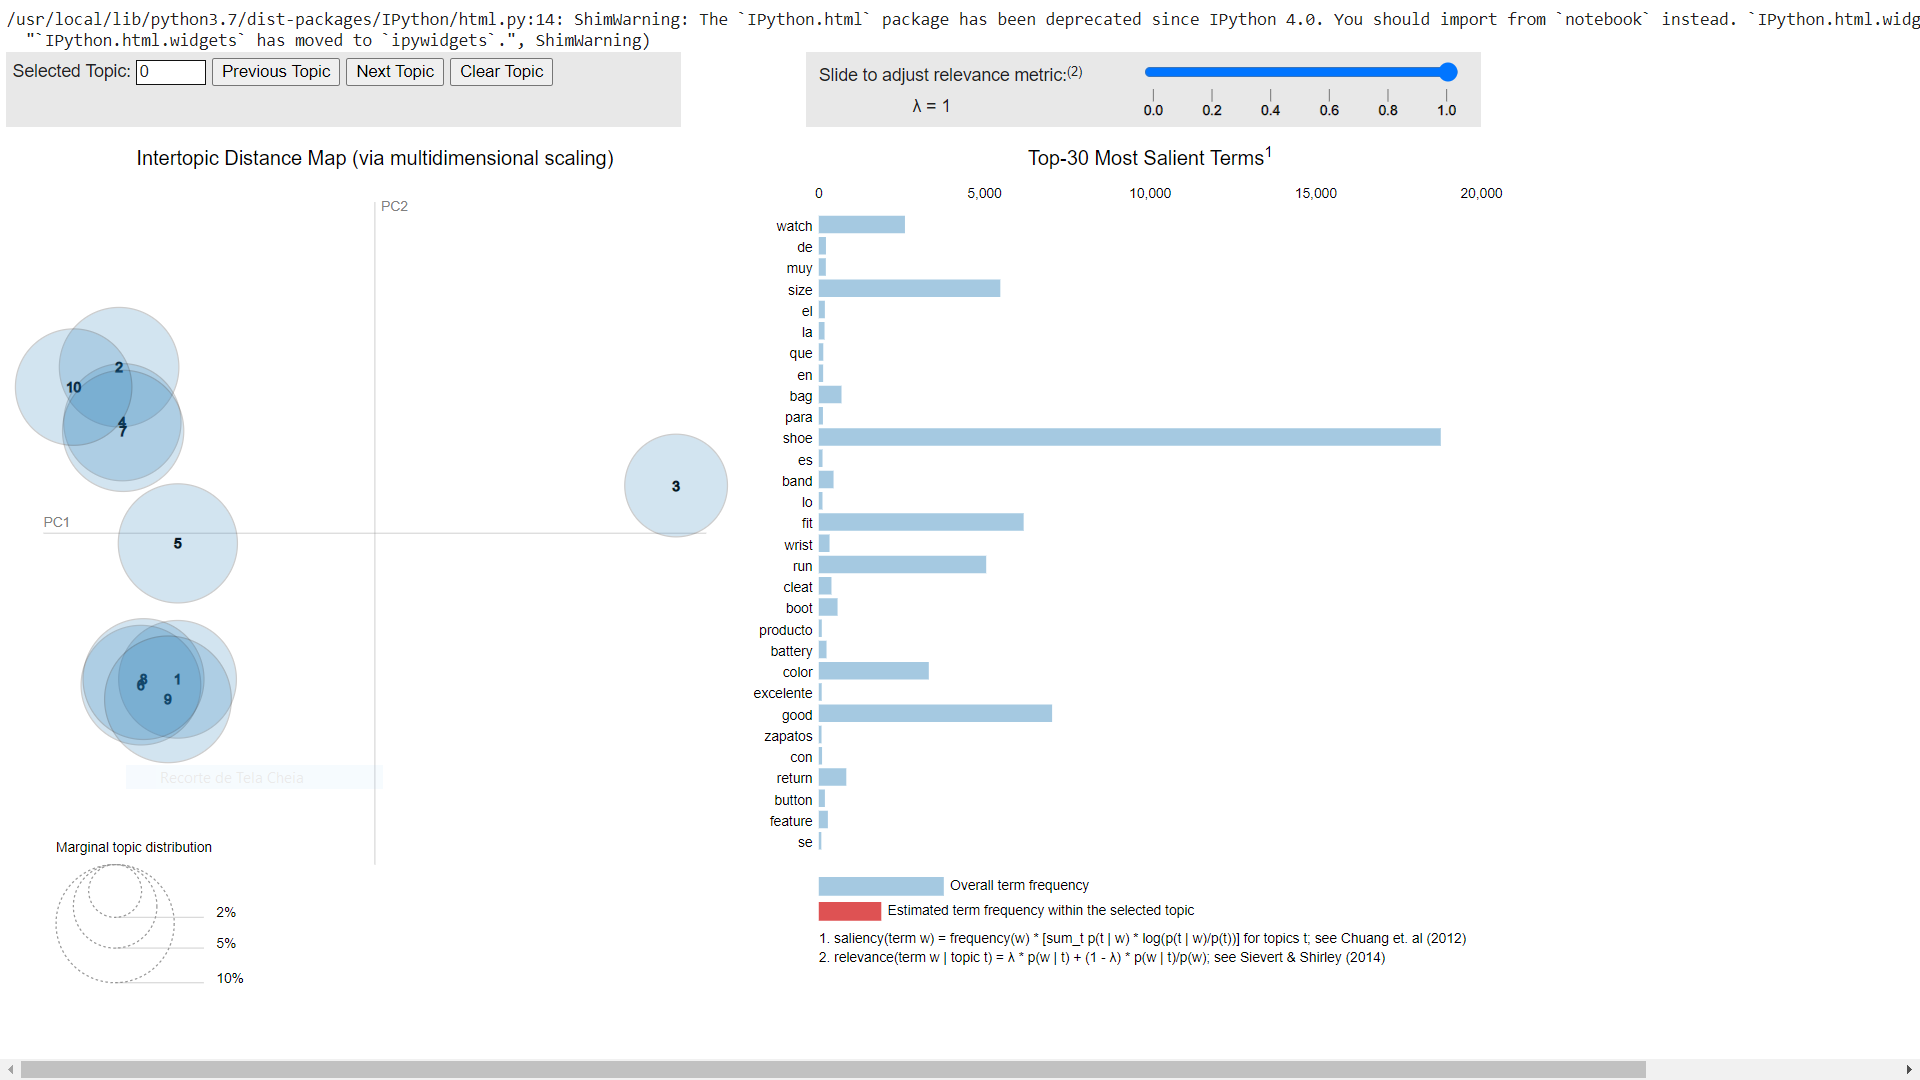 /usr/local/lib/python3.7/dist-packages/IPython/html.py:14: ShimWarning: The `IPython.html` package has been deprecated since IPython 4.0. You should import from `notebook` instead. `IPython.html.widg
"`IPython.html.widgets` has moved to `ipywidgets`.", ShimWarning)
Selected Topic: 0 Previous Topic Next Topic Clear Topic
Slide to adjust relevance metric:(2)
λ = 1
0.0 0.2 0.4 0.6 0.8 1.0
Intertopic Distance Map (via multidimensional scaling)
PC2
2
10
4
7
3
PC1
5
8
6
1
9
Recorte de Tela Cheia
Marginal topic distribution
2%
5%
10%
Top-30 Most Salient Terms1
0 5,000 10,000 15,000 20,000
watch
de
muy
size
el
la
que
en
bag
para
shoe
es
band
lo
fit
wrist
run
cleat
boot
producto
battery
color
excelente
good
zapatos
con
return
button
feature
se
Overall term frequency
Estimated term frequency within the selected topic
1. saliency(term w) = frequency(w) * [sum_t p(t | w) * log(p(t | w)/p(t))] for topics t; see Chuang et. al (2012)
2. relevance(term w | topic t) = λ * p(w | t) + (1 - λ) * p(w | t)/p(w); see Sievert & Shirley (2014)